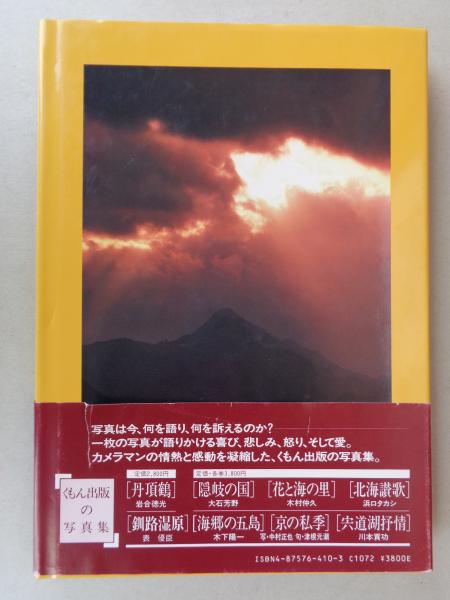 写真は今、何を語り、何を訴えるのか?
一枚の写真が語りかける喜び、悲しみ、怒り、そして愛。
カメラマンの情熱と感動を凝縮した、くもん出版の写真集。
くもん出版
の
写真集
定価2,800円
定価・各巻3,800円
[丹頂鶴] [隠岐の国] [花と海の里] [北海讃歌]
岩合徳光 大石芳野 木村仲久 浜口タカシ
[釧路湿原] [海郷の五島] [京の私季] [宍道湖抒情]
表 優臣 木下陽一 写・中村正也 句・津根元潮 川本貢功
ISBN4-87576-410-3 C1072 ¥3800E